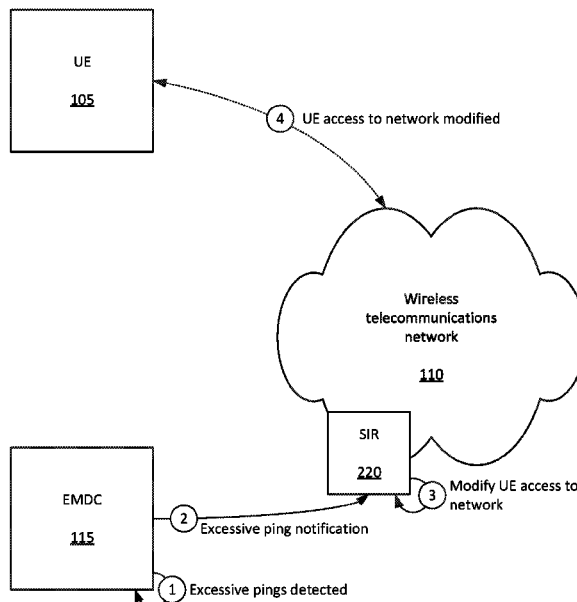 UE
105
4
UE access to network modified
Wireless
telecommunications
network
110
SIR
220
3
Modify UE access to
network
EMDC
115
2
Excessive ping notification
1
Excessive pings detected